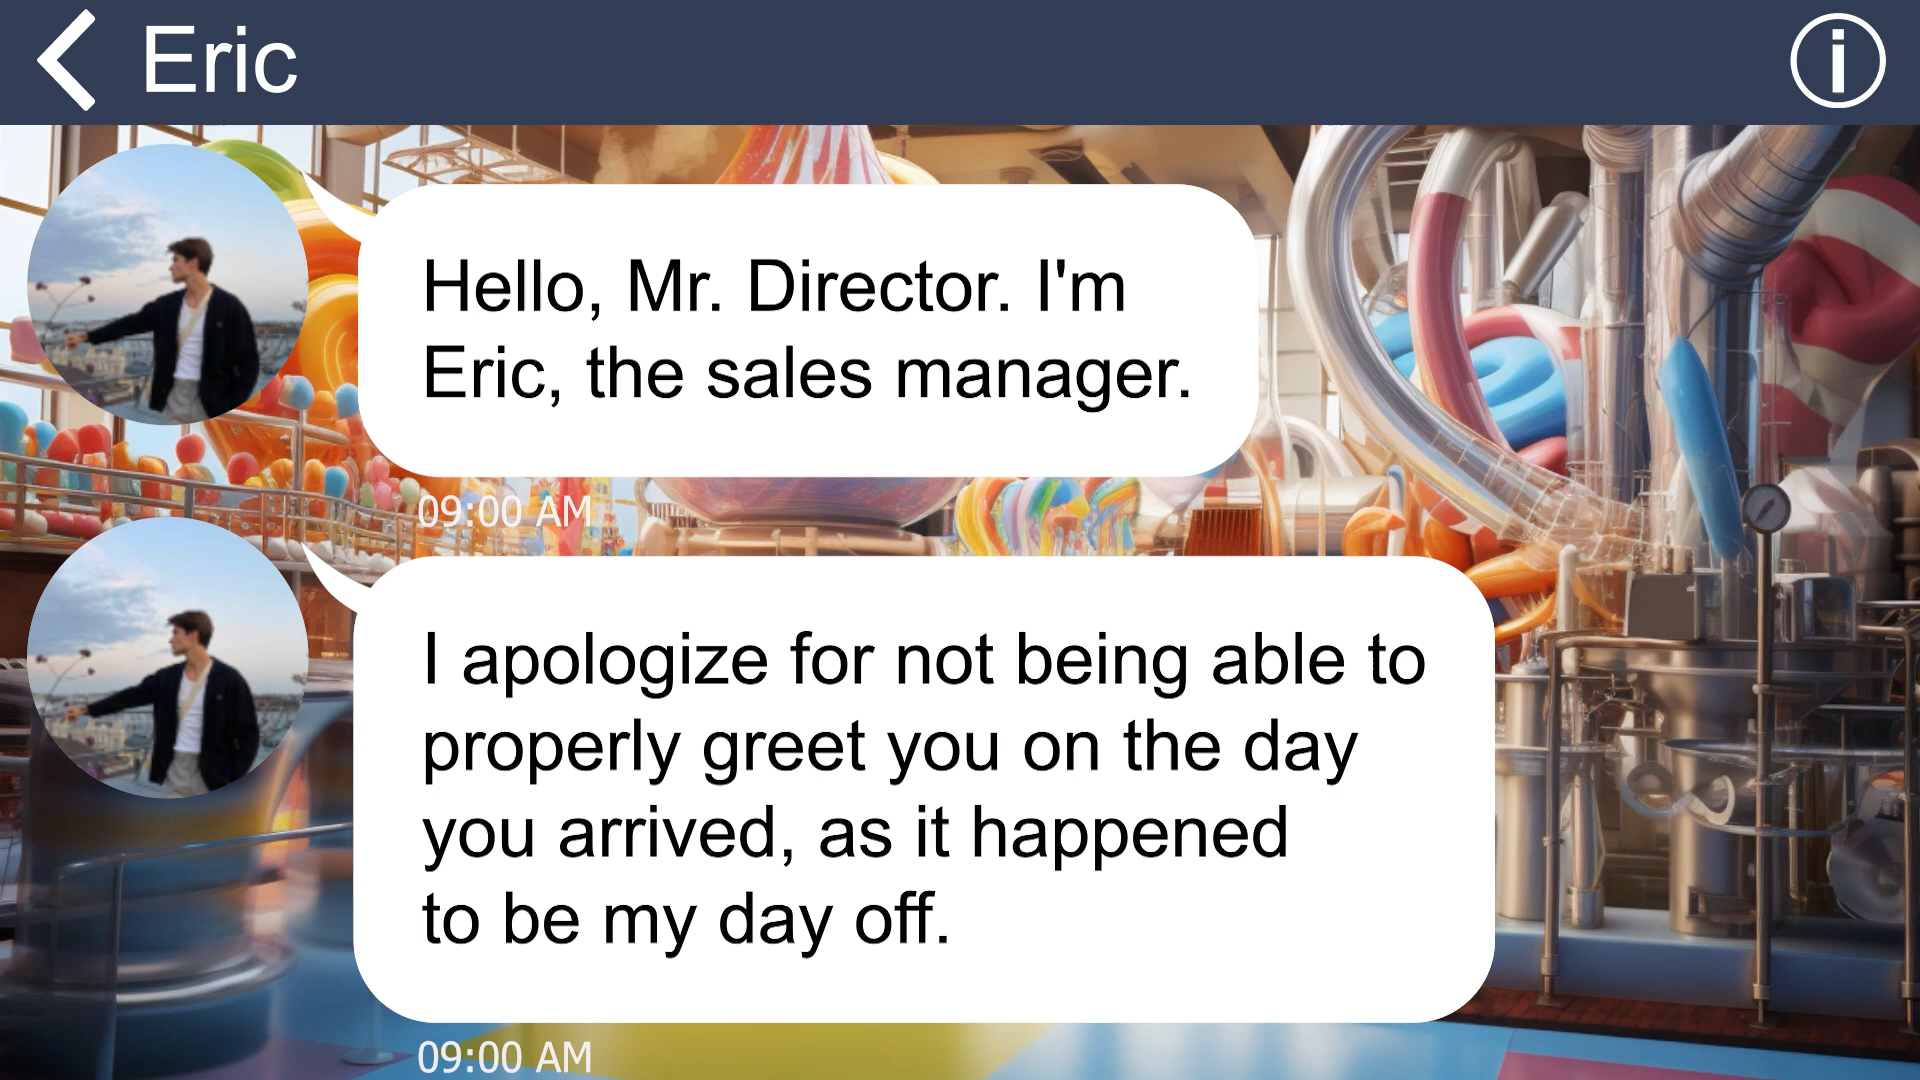 Eric
Hello, Mr. Director. I'm
Eric, the sales manager.
09:00 AM
I apologize for not being able to
properly greet you on the day
you arrived, as it happened
to be my day off.
09:00 AM